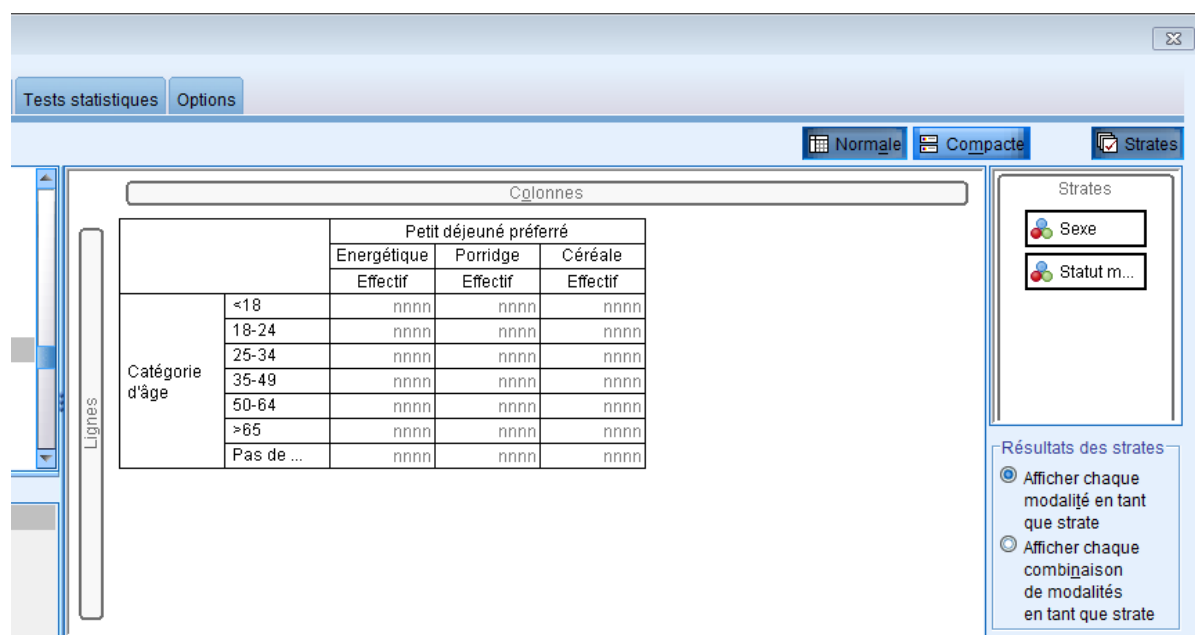 Tests statistiques Options
Normale Compacte Strates
Colonnes
Strates
Sexe
Statut m...
Petit déjeuné préferré
Energétique Porridge Céréale
Effectif Effectif Effectif
Lignes
Catégorie
d'âge
<18 nnnn nnnn nnnn
18-24 nnnn nnnn nnnn
25-34 nnnn nnnn nnnn
35-49 nnnn nnnn nnnn
50-64 nnnn nnnn nnnn
>65 nnnn nnnn nnnn
Pas de ... nnnn nnnn nnnn
Résultats des strates
Afficher chaque
modalité en tant
que strate
Afficher chaque
combinaison
de modalités
en tant que strate